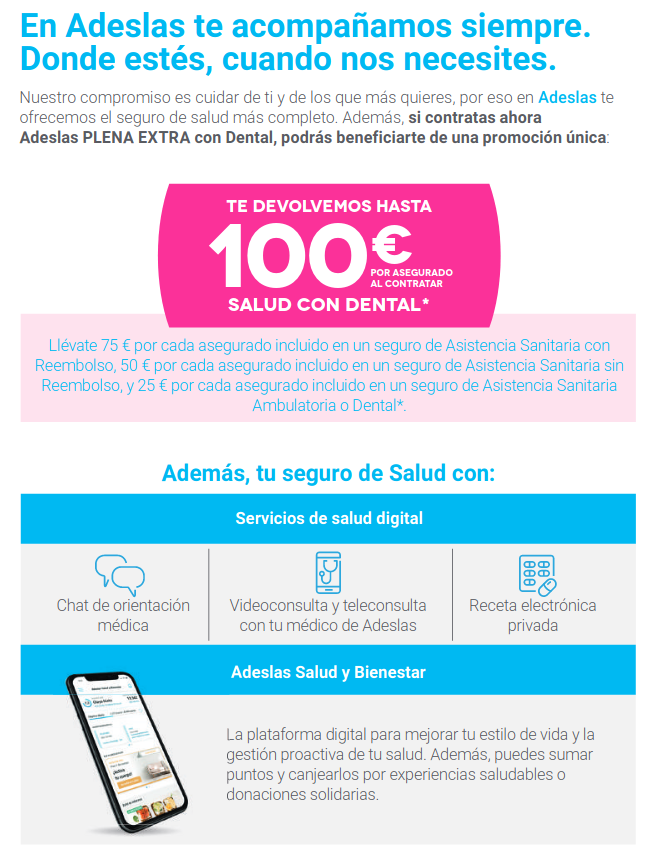 En Adeslas te acompañamos siempre.
Donde estés, cuando nos necesites.
Nuestro compromiso es cuidar de ti y de los que más quieres, por eso en Adeslas te
ofrecemos el seguro de salud más completo. Además, si contratas ahora
Adeslas PLENA EXTRA con Dental, podrás beneficiarte de una promoción única:
TE DEVOLVEMOS HASTA
100€
POR ASEGURADO
AL CONTRATAR
SALUD CON DENTAL*
Llévate 75 € por cada asegurado incluido en un seguro de Asistencia Sanitaria con
Reembolso, 50 € por cada asegurado incluido en un seguro de Asistencia Sanitaria sin
Reembolso, y 25 € por cada asegurado incluido en un seguro de Asistencia Sanitaria
Ambulatoria o Dental*.
Además, tu seguro de Salud con:
Servicios de salud digital
Chat de orientación
médica
Videoconsulta y teleconsulta
con tu médico de Adeslas
Receta electrónica
privada
Adeslas Salud y Bienestar
La plataforma digital para mejorar tu estilo de vida y la
gestión proactiva de tu salud. Además, puedes sumar
puntos y canjearlos por experiencias saludables o
donaciones solidarias.